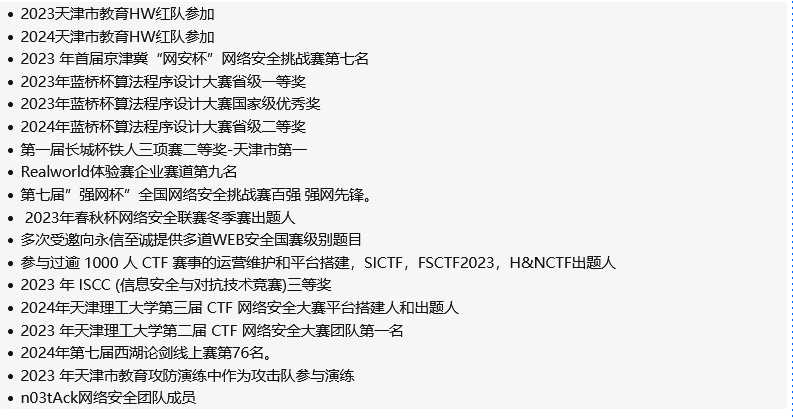 • 2023天津市教育HW红队参加
• 2024天津市教育HW红队参加
• 2023 年首届京津冀“网安杯”网络安全挑战赛第七名
• 2023年蓝桥杯算法程序设计大赛省级一等奖
• 2023年蓝桥杯算法程序设计大赛国家级优秀奖
• 2024年蓝桥杯算法程序设计大赛省级二等奖
• 第一届长城杯铁人三项赛二等奖-天津市第一
• Realworld体验赛企业赛道第九名
• 第七届”强网杯”全国网络安全挑战赛百强 强网先锋。
• 2023年春秋杯网络安全联赛冬季赛出题人
• 多次受邀向永信至诚提供多道WEB安全国赛级别题目
• 参与过逾 1000 人 CTF 赛事的运营维护和平台搭建，SICTF，FSCTF2023，H&NCTF出题人
• 2023 年 ISCC (信息安全与对抗技术竞赛)三等奖
• 2024年天津理工大学第三届 CTF 网络安全大赛平台搭建人和出题人
• 2023 年天津理工大学第二届 CTF 网络安全大赛团队第一名
• 2024年第七届西湖论剑线上赛第76名。
• 2023 年天津市教育攻防演练中作为攻击队参与演练
• n03tAck网络安全团队成员